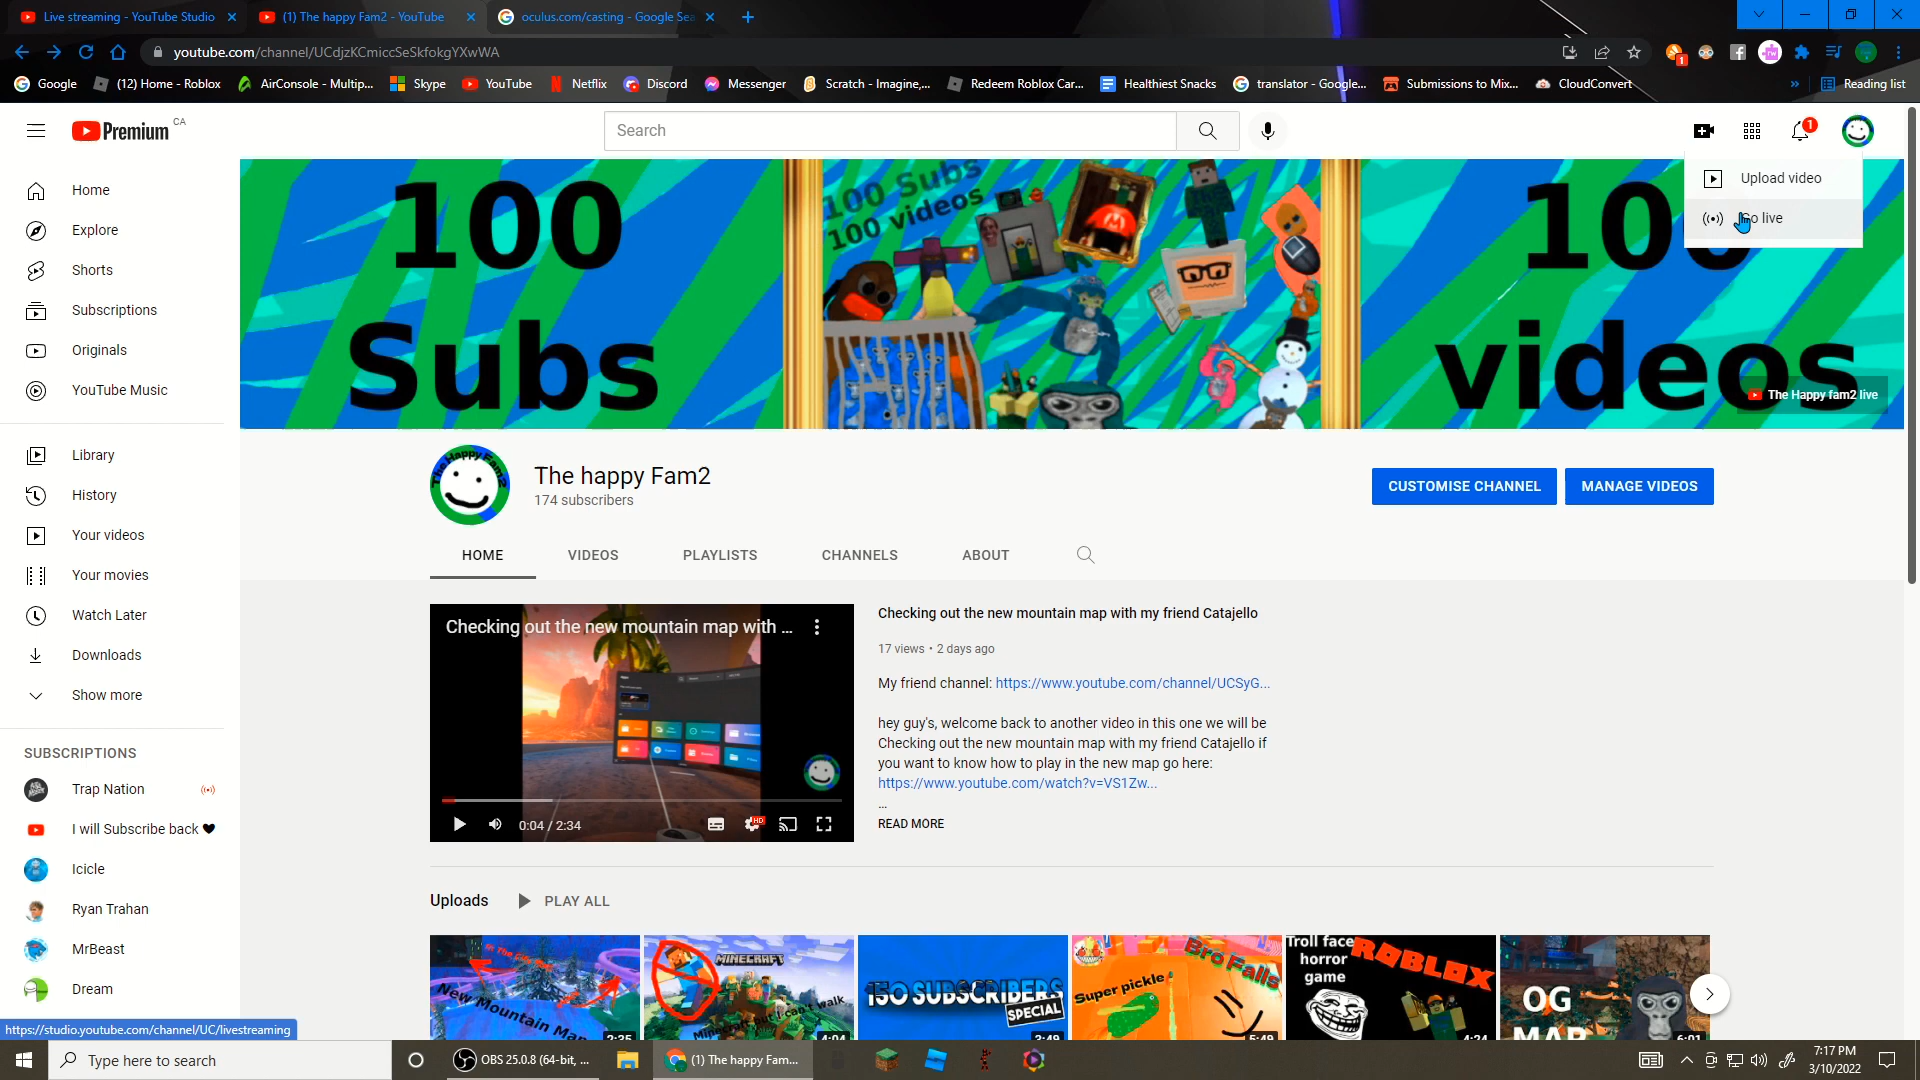 Live streaming - YouTube Studio
(1) The happy Fam2 - YouTube
oculus.com/casting - Google Sea
youtube.com/channel/UCdjzKCmiccSeSkfokgYXwWA
Google
(12) Home - Roblox
AirConsole - Multip...
Skype
YouTube
Netflix
Discord
Messenger
Scratch - Imagine,...
Redeem Roblox Car...
Healthiest Snacks
translator - Google...
Submissions to Mix...
CloudConvert
»
Reading list
Premium CA
Search
1
Upload video
Go live
Home
Explore
Shorts
Subscriptions
Originals
YouTube Music
Library
History
Your videos
Your movies
Watch Later
Downloads
Show more
SUBSCRIPTIONS
Trap Nation
I will Subscribe back 🖤
Icicle
Ryan Trahan
MrBeast
Dream
100
Subs
100 Subs
100 videos
100
videos
The Happy fam2 live
The Happy Fam2
The happy Fam2
174 subscribers
CUSTOMISE CHANNEL
MANAGE VIDEOS
HOME
VIDEOS
PLAYLISTS
CHANNELS
ABOUT
Checking out the new mountain map with ...
0:04 / 2:34
HD
Checking out the new mountain map with my friend Catajello
17 views • 2 days ago
My friend channel: https://www.youtube.com/channel/UCSyG...
hey guy's, welcome back to another video in this one we will be
Checking out the new mountain map with my friend Catajello if
you want to know how to play in the new map go here:
https://www.youtube.com/watch?v=VS1Zw...
...
READ MORE
Uploads
PLAY ALL
New Mountain Map
2:35
MINECRAFT
Minecraft but i can't walk
4:04
150 SUBSCRIBERS
SPECIAL
2:49
Bro Falls
Super pickle
5:49
Troll face
horror
game
ROBLOX
4:24
OG
MAP
6:01
https://studio.youtube.com/channel/UC/livestreaming
Type here to search
OBS 25.0.8 (64-bit, ...
(1) The happy Fam...
7:17 PM
3/10/2022